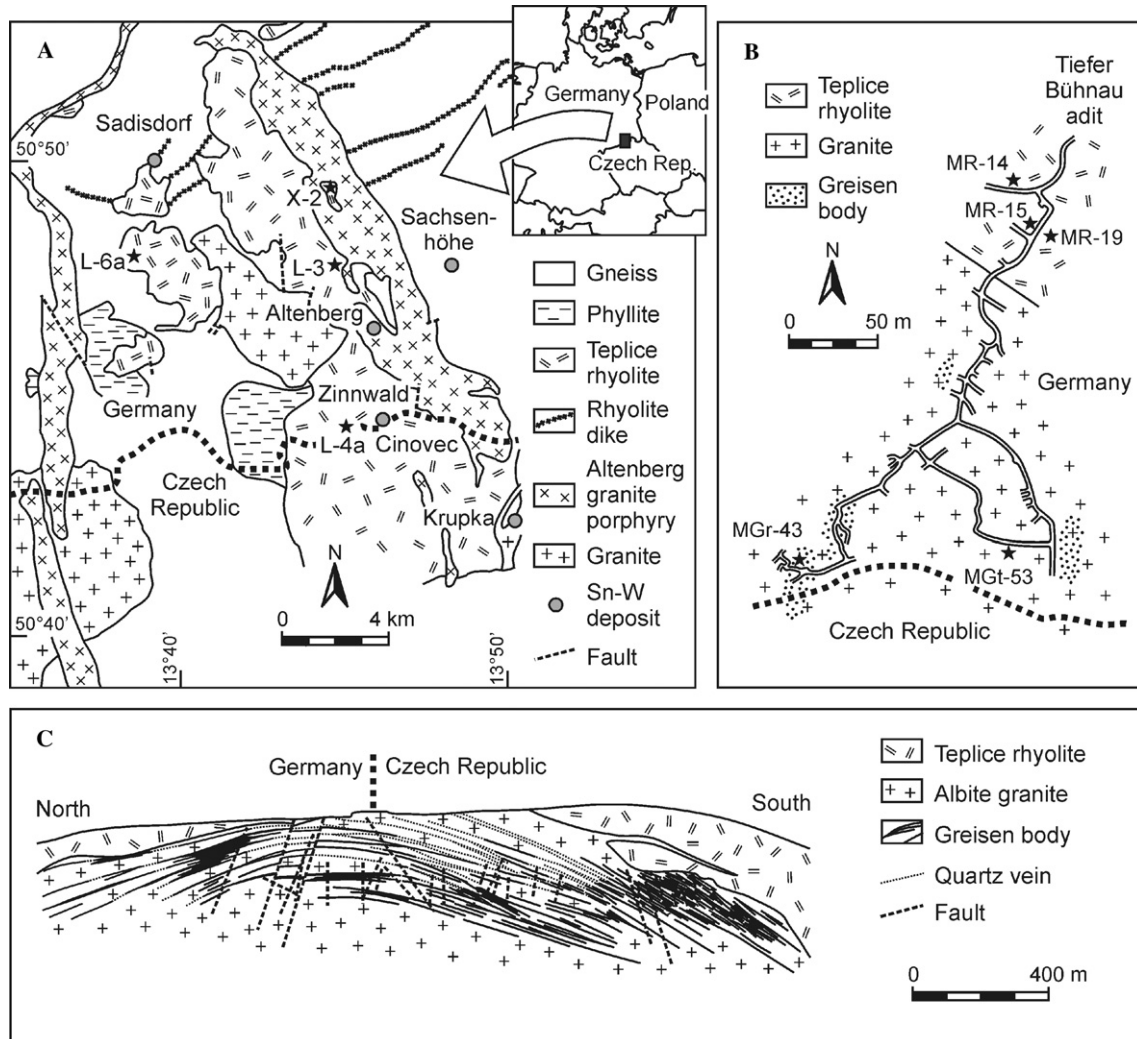 A
Germany
Poland
Czech Rep.
Sadisdorf
50°50'
X-2
Sachsen-
höhe
L-6a
L-3
Altenberg
Zinnwald
Germany
L-4a
Cinovec
Czech
Republic
Krupka
N
0 4 km
50°40'
13°40'
13°50'
Gneiss
Phyllite
Teplice
rhyolite
Rhyolite
dike
Altenberg
granite
porphyry
Granite
Sn-W
deposit
Fault
B
Teplice
rhyolite
Granite
Greisen
body
N
0 50 m
Tiefer
Bühnau
adit
MR-14
MR-15
MR-19
Germany
MGr-43
MGt-53
Czech Republic
C
Germany
Czech Republic
North
South
Teplice rhyolite
Albite granite
Greisen body
Quartz vein
Fault
0 400 m